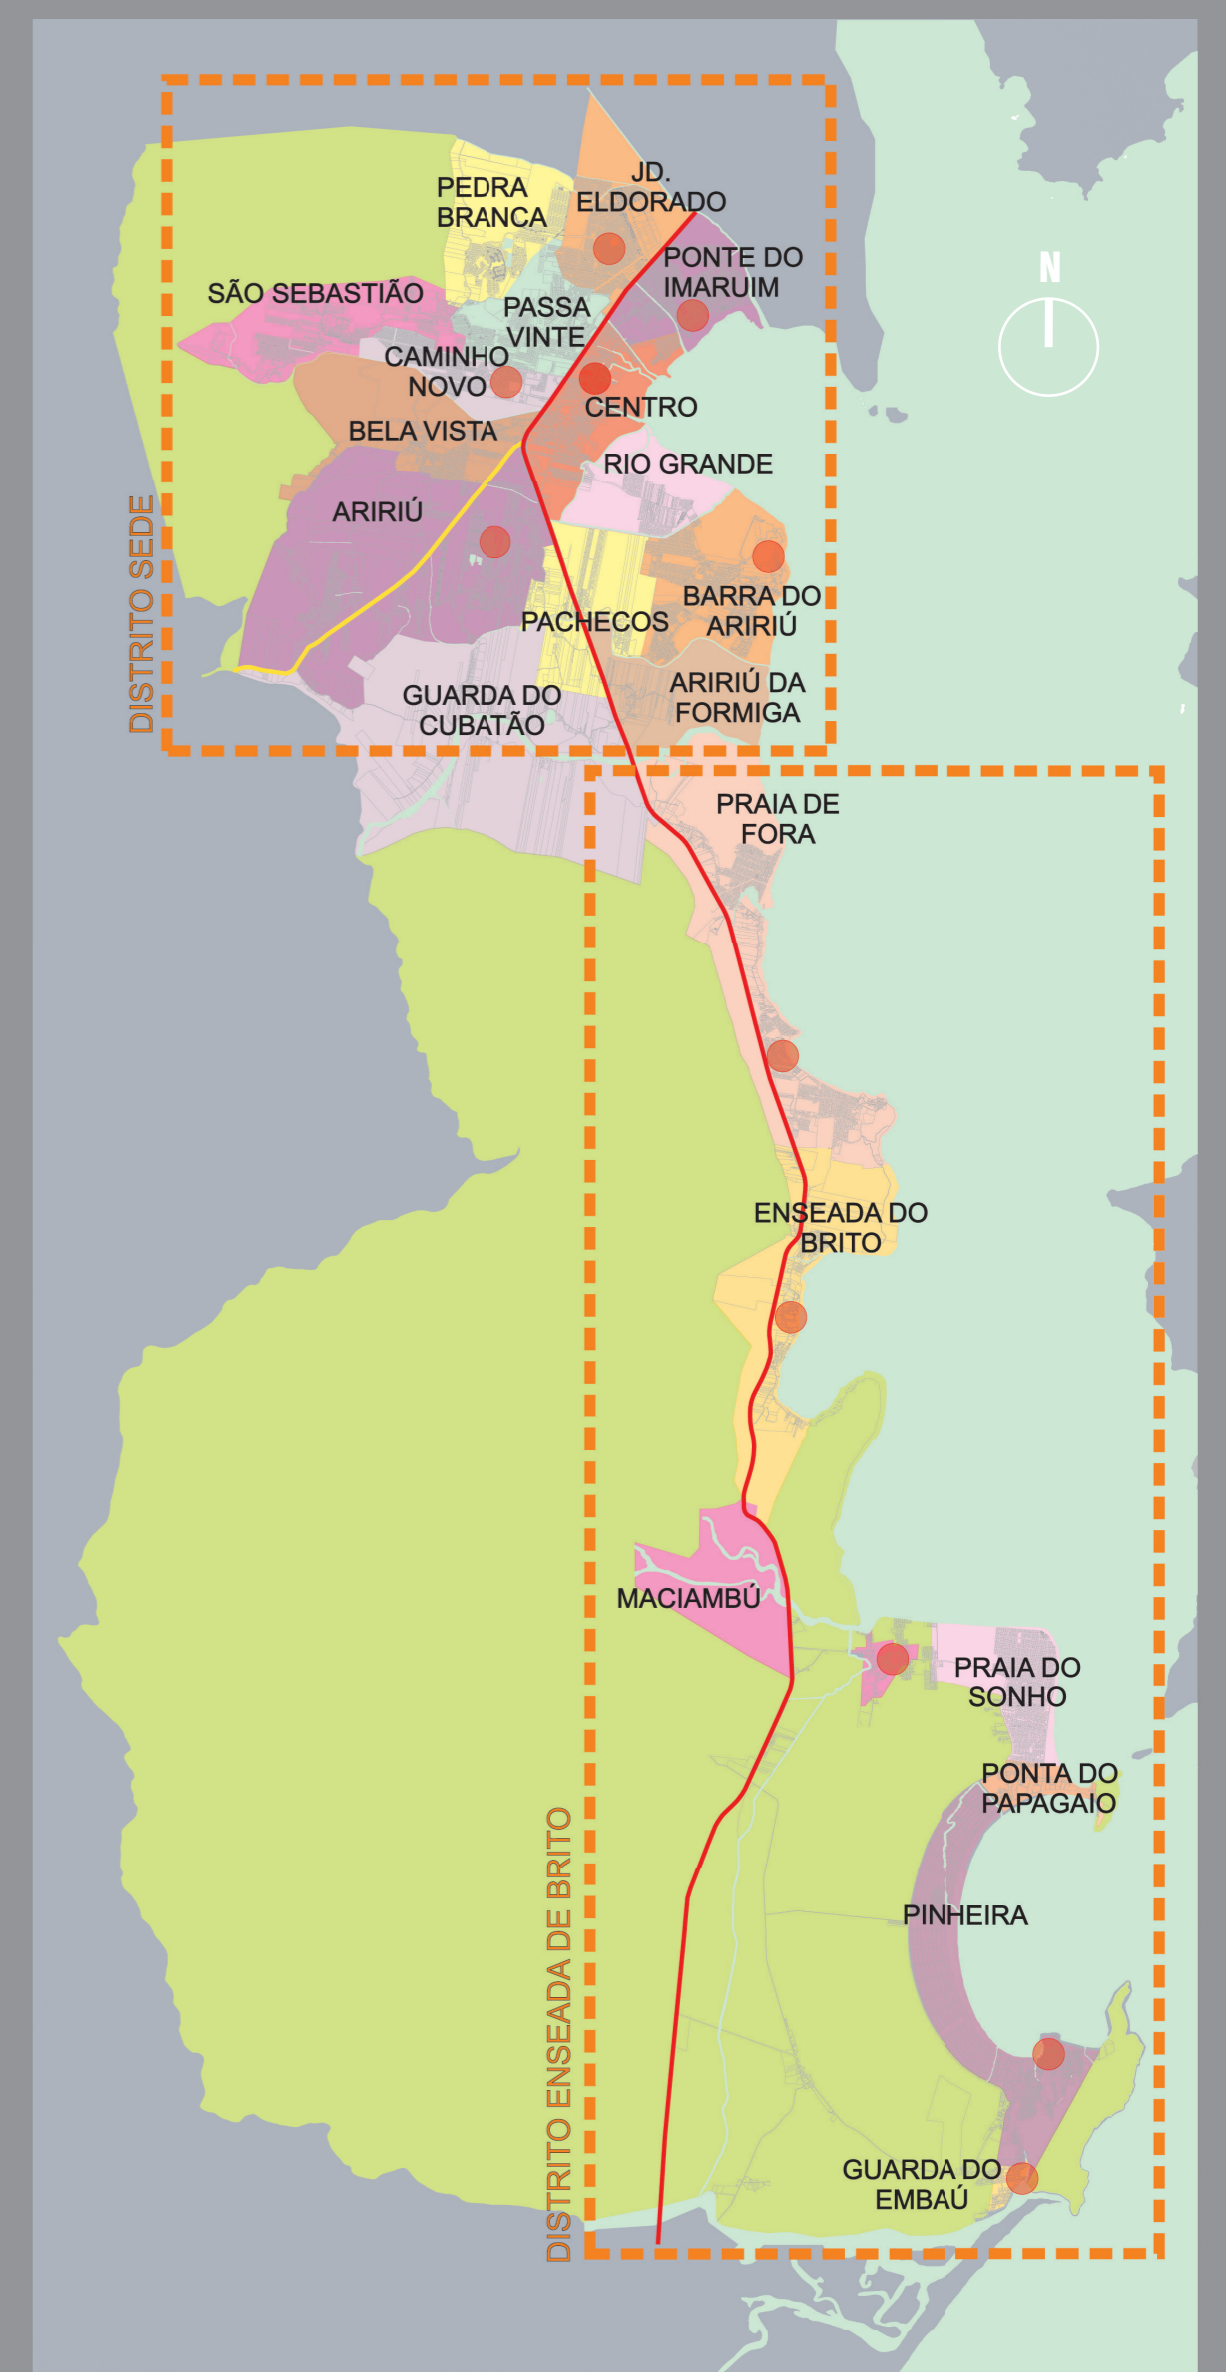 JD.
ELDORADO
PEDRA
BRANCA
PONTE DO
IMARUIM
N
SÃO SEBASTIÃO
PASSA
VINTE
CAMINHO
NOVO
CENTRO
BELA VISTA
RIO GRANDE
ARIRIÚ
DISTRITO SEDE
PACHECOS
BARRA DO
ARIRIÚ
GUARDA DO
CUBATÃO
ARIRIÚ DA
FORMIGA
PRAIA DE
FORA
ENSEADA DO
BRITO
MACIAMBÚ
PRAIA DO
SONHO
PONTA DO
PAPAGAIO
PINHEIRA
DISTRITO ENSEADA DE BRITO
GUARDA DO
EMBAÚ